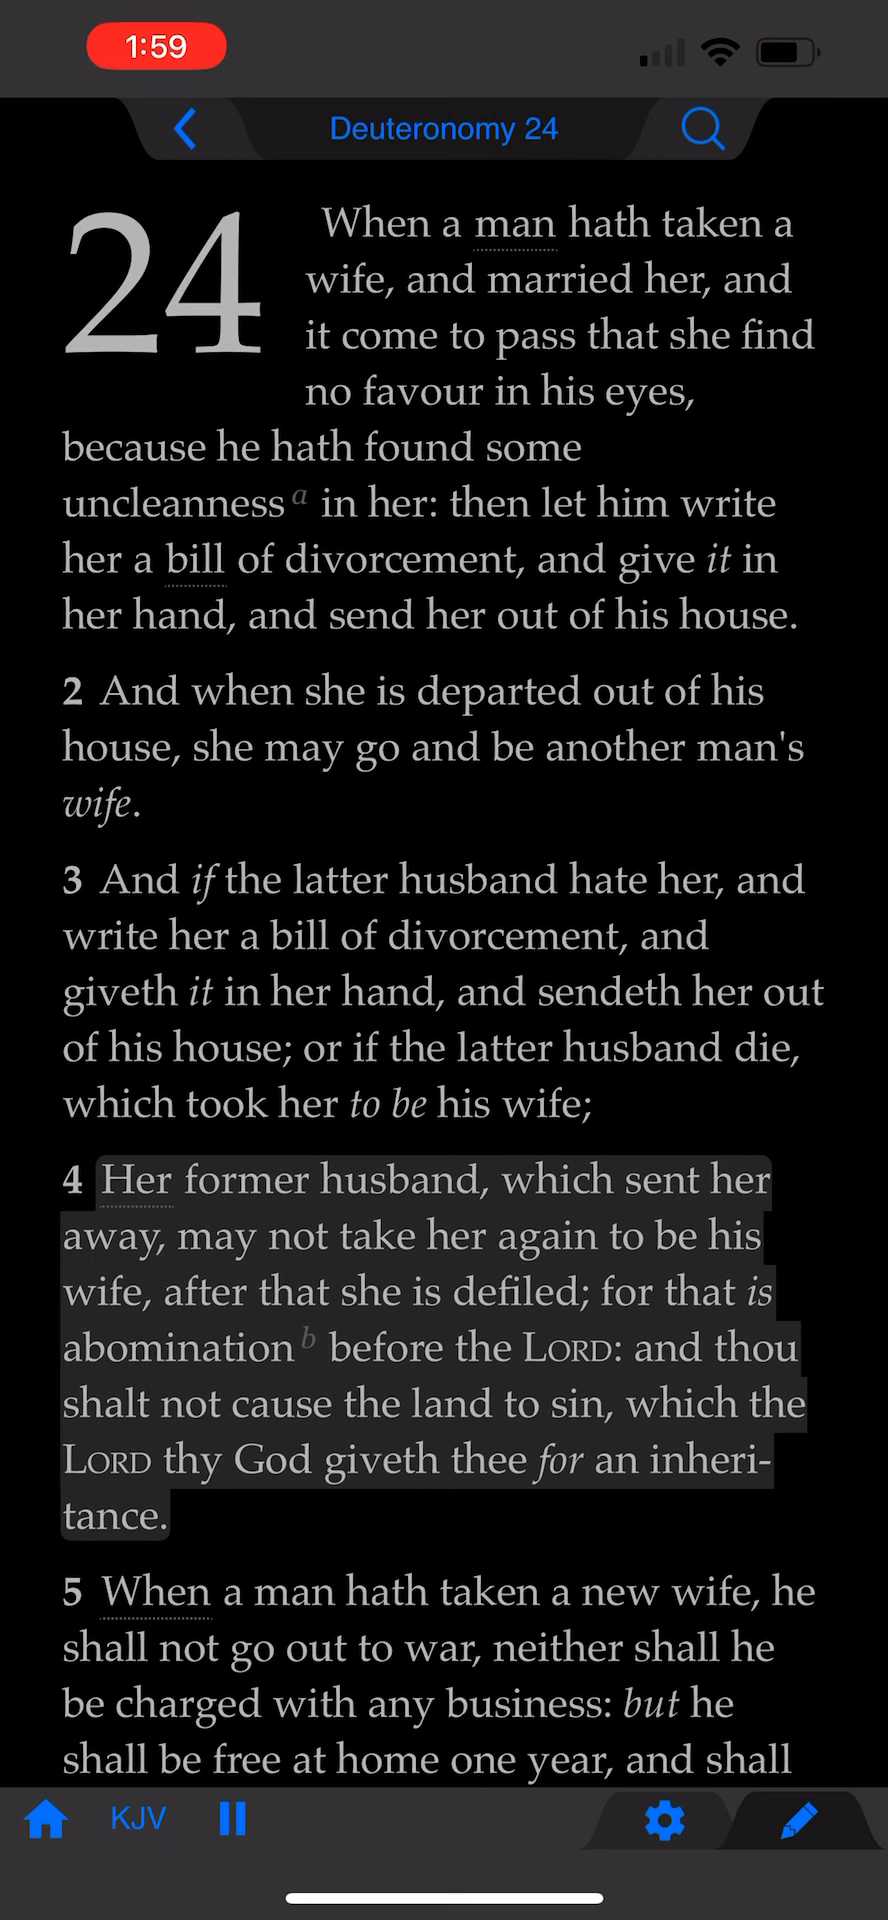 1:59
Deuteronomy 24
24 When a man hath taken a
wife, and married her, and
it come to pass that she find
no favour in his eyes,
because he hath found some
uncleanness a in her: then let him write
her a bill of divorcement, and give it in
her hand, and send her out of his house.
2 And when she is departed out of his
house, she may go and be another man's
wife.
3 And if the latter husband hate her, and
write her a bill of divorcement, and
giveth it in her hand, and sendeth her out
of his house; or if the latter husband die,
which took her to be his wife;
4 Her former husband, which sent her
away, may not take her again to be his
wife, after that she is defiled; for that is
abomination b before the LORD: and thou
shalt not cause the land to sin, which the
LORD thy God giveth thee for an inheri-
tance.
5 When a man hath taken a new wife, he
shall not go out to war, neither shall he
be charged with any business: but he
shall be free at home one year, and shall
KJV